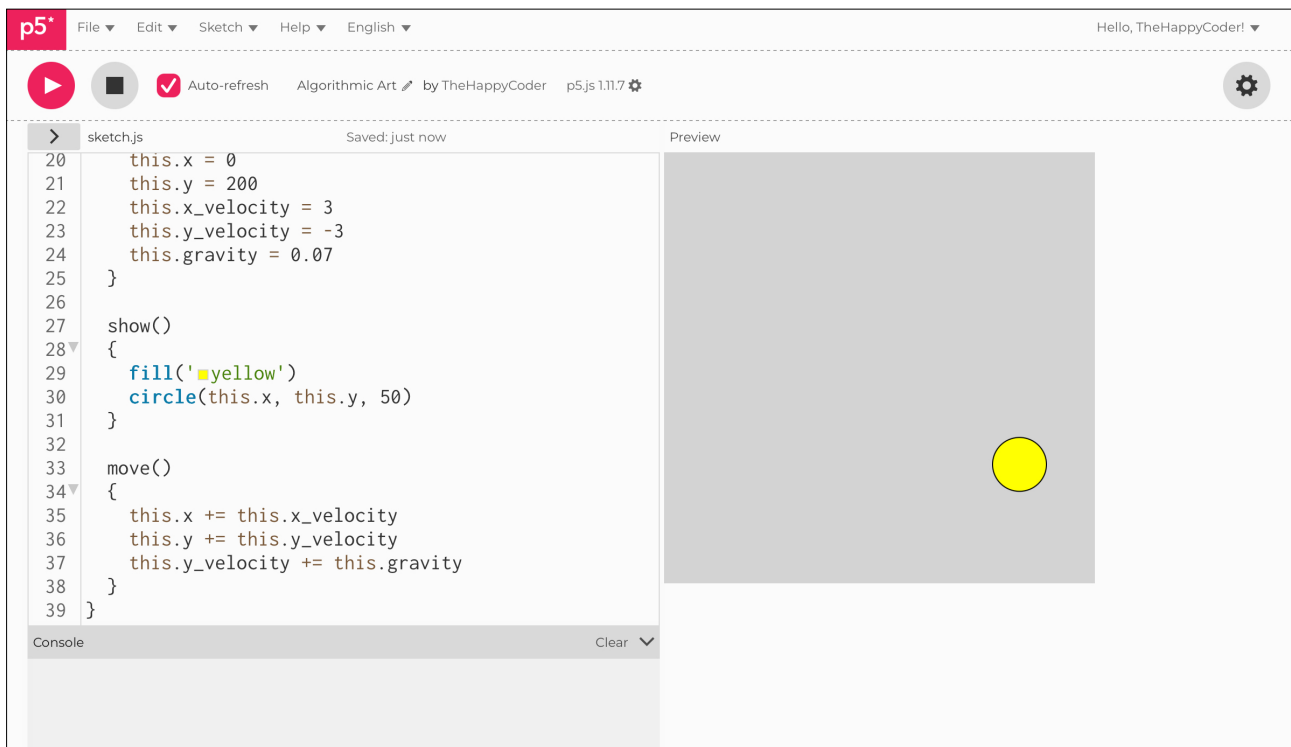 p5*
File Edit Sketch Help English Hello, TheHappyCoder!
Auto-refresh Algorithmic Art by TheHappyCoder p5.js 1.11.7
sketch.js Saved: just now Preview
20 this.x = 0
21 this.y = 200
22 this.x_velocity = 3
23 this.y_velocity = -3
24 this.gravity = 0.07
25 }
26
27 show()
28 {
29 fill('yellow')
30 circle(this.x, this.y, 50)
31 }
32
33 move()
34 {
35 this.x += this.x_velocity
36 this.y += this.y_velocity
37 this.y_velocity += this.gravity
38 }
39 }
Console Clear